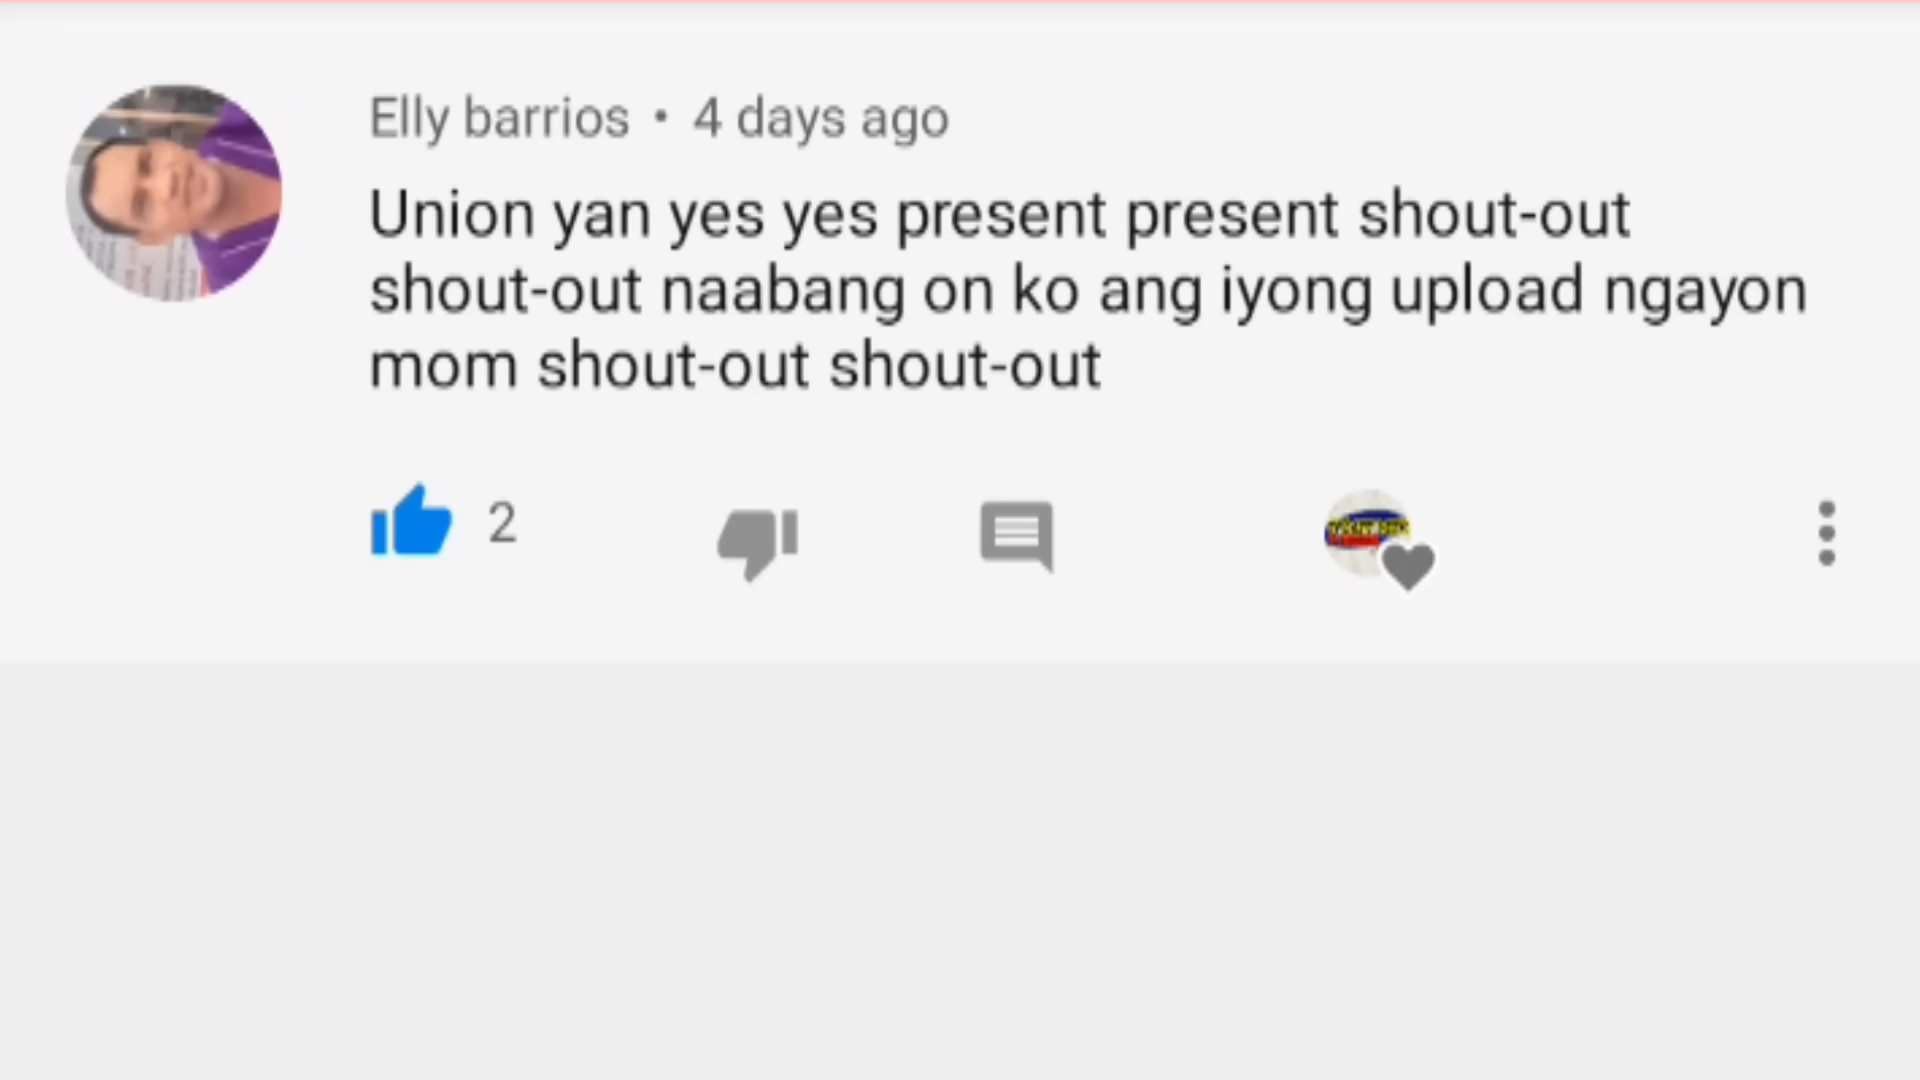 Elly barrios • 4 days ago
Union yan yes yes present present shout-out
shout-out naabang on ko ang iyong upload ngayon
mom shout-out shout-out
2